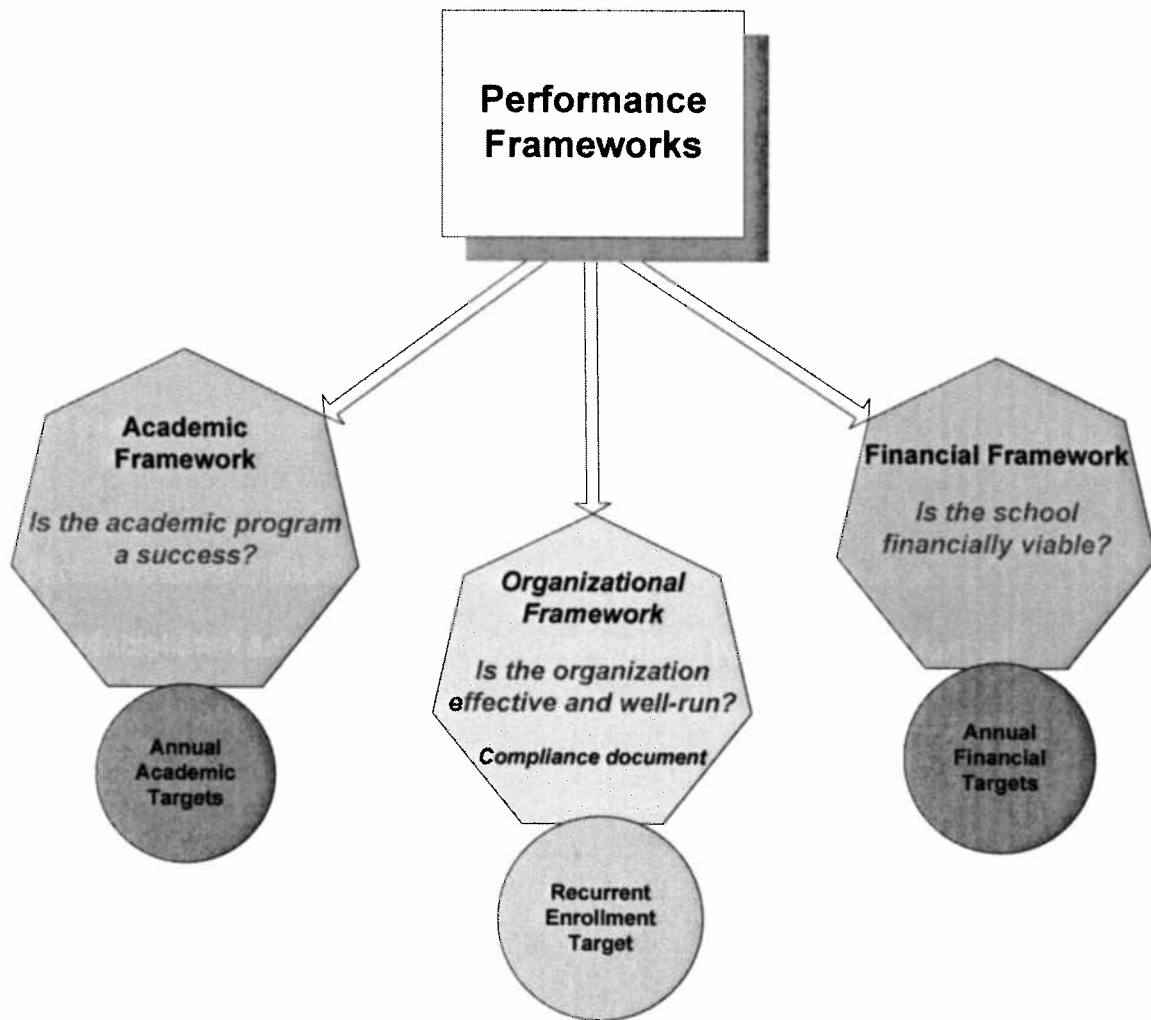 Performance
Frameworks
Academic
Framework
Is the academic program
a success?
Annual
Academic
Targets
Organizational
Framework
Is the organization
effective and well-run?
Compliance document
Recurrent
Enrollment
Target
Financial Framework
Is the school
financially viable?
Annual
Financial
Targets